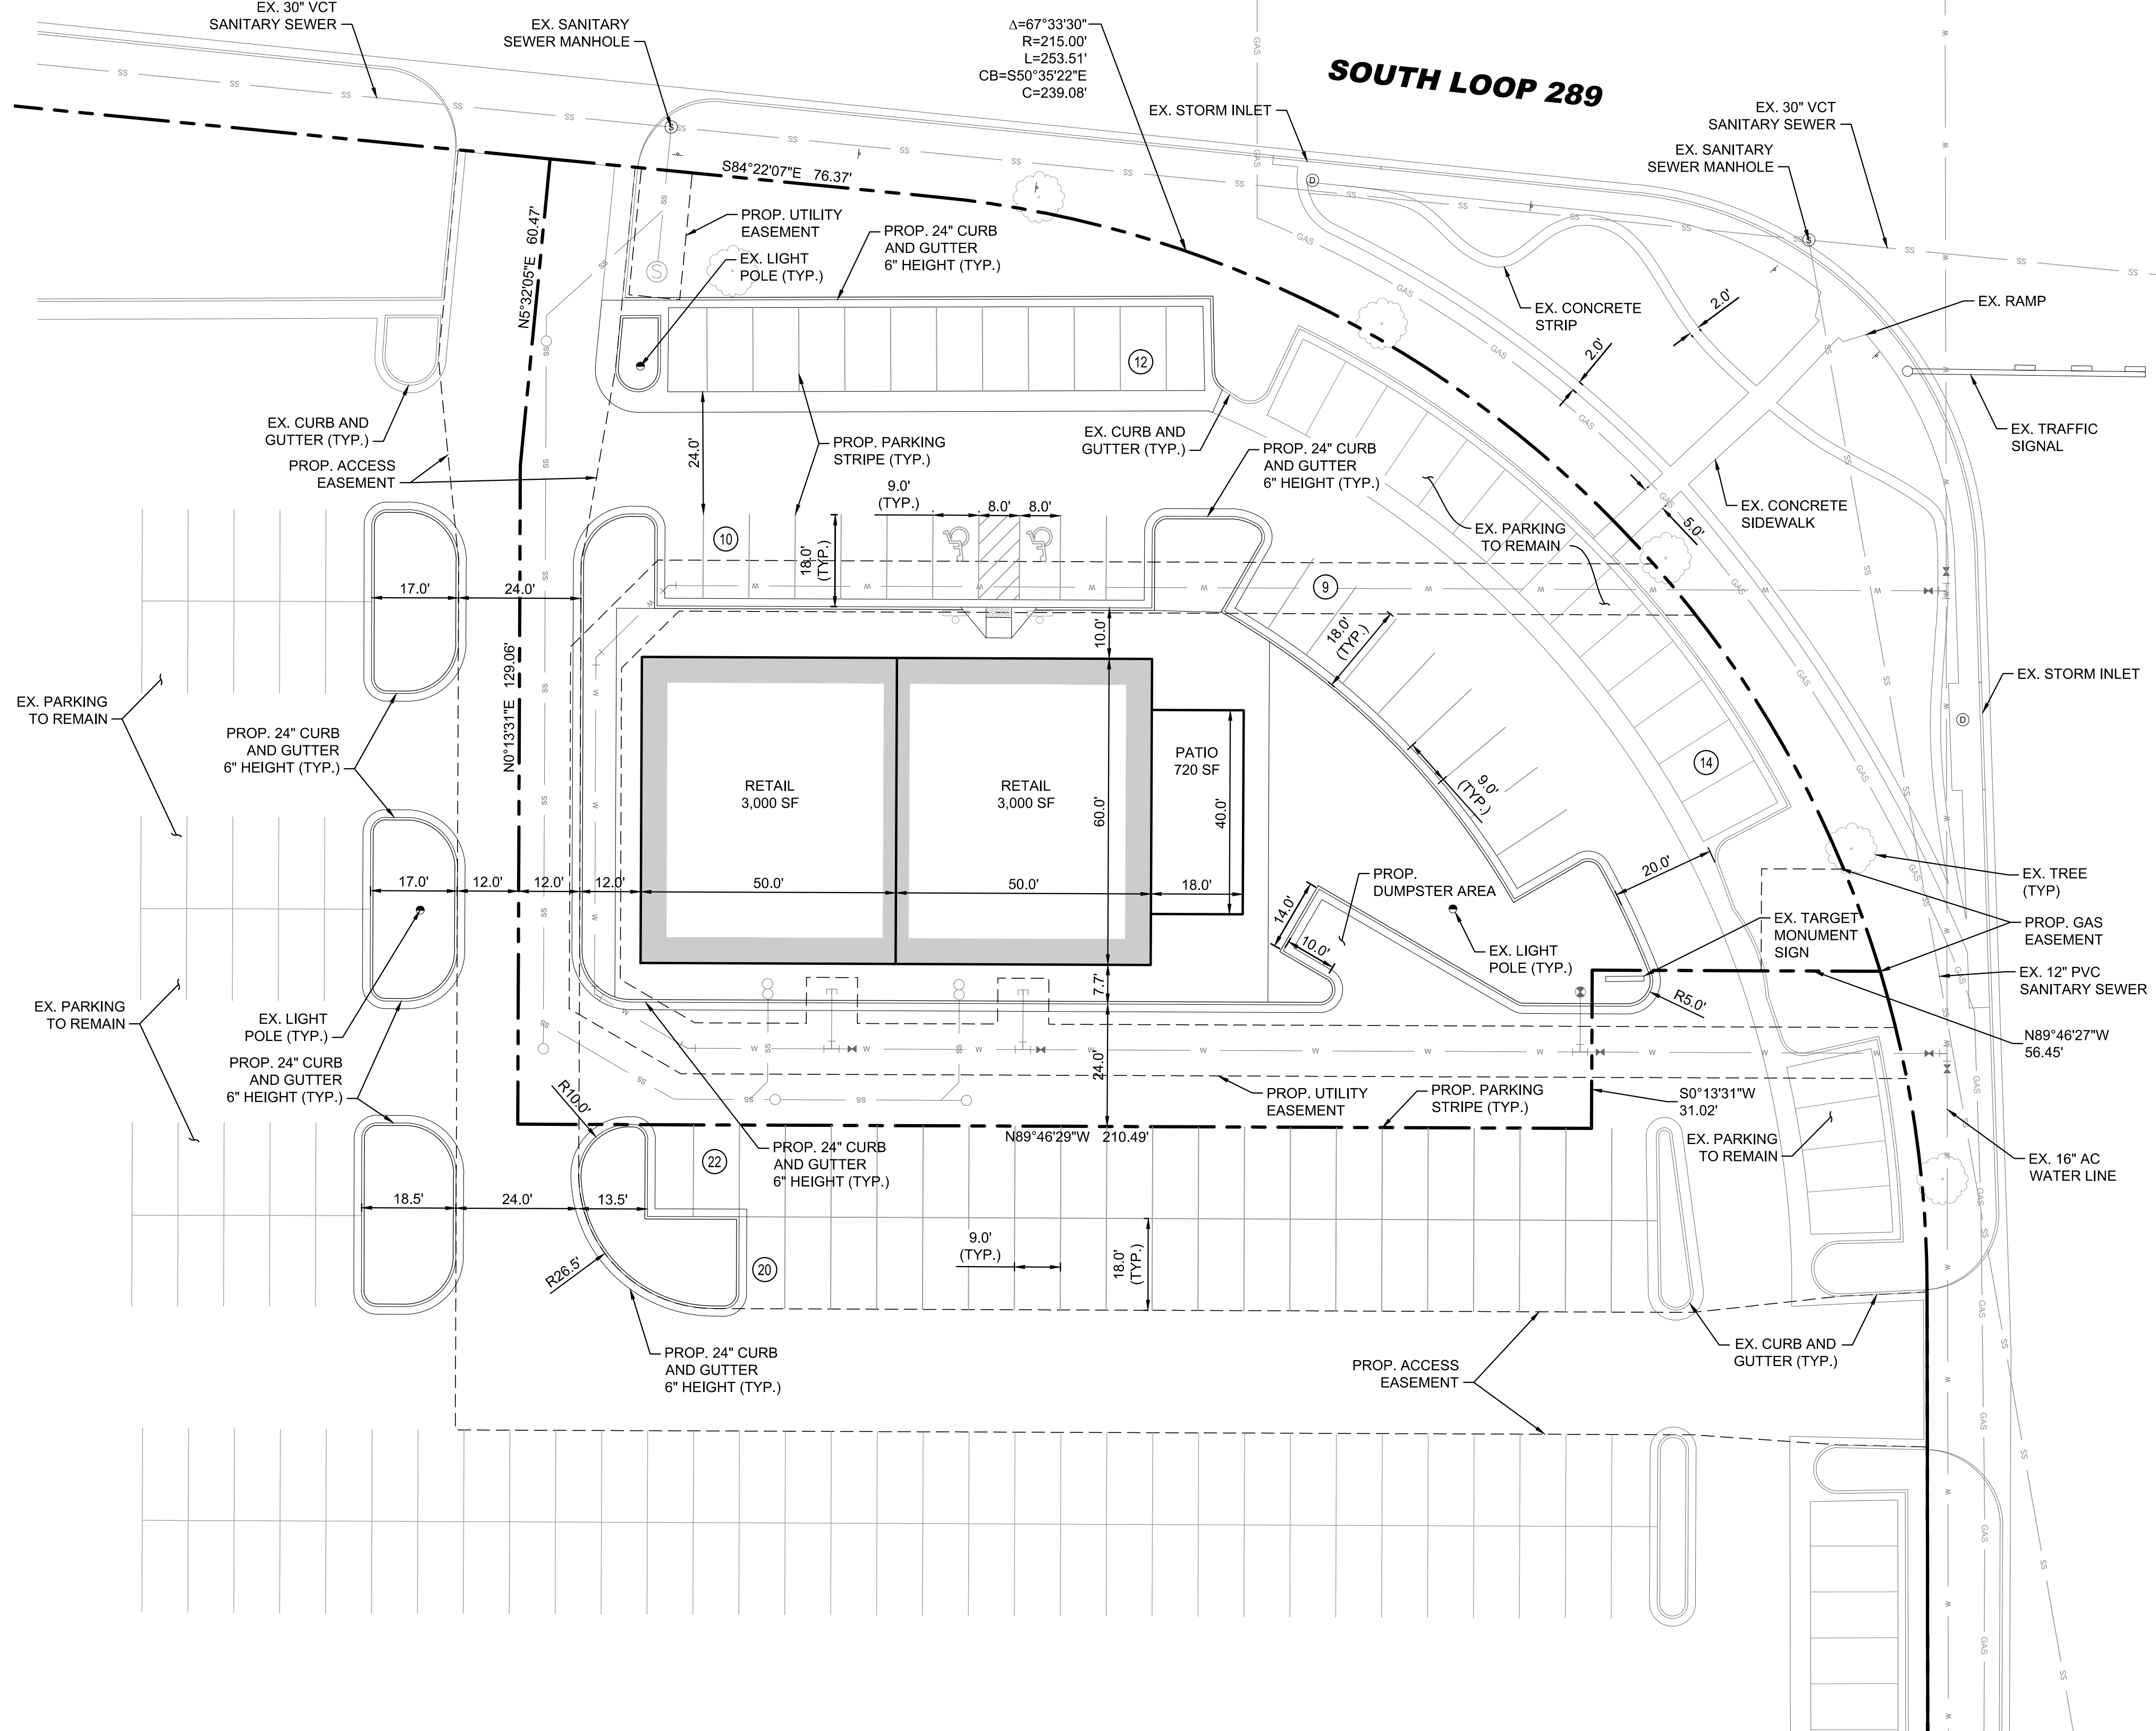 EX. 30" VCT
SANITARY SEWER
EX. SANITARY
SEWER MANHOLE
Δ=67°33'30"
R=215.00'
L=253.51'
CB=S50°35'22"E
C=239.08'
SOUTH LOOP 289
EX. STORM INLET
EX. 30" VCT
SANITARY SEWER
EX. SANITARY
SEWER MANHOLE
S84°22'07"E 76.37'
N5°32'05"E 60.47'
PROP. UTILITY
EASEMENT
EX. LIGHT
POLE (TYP.)
PROP. 24" CURB
AND GUTTER
6" HEIGHT (TYP.)
EX. CONCRETE
STRIP
2.0'
2.0'
EX. RAMP
12
EX. CURB AND
GUTTER (TYP.)
PROP. ACCESS
EASEMENT
24.0'
PROP. PARKING
STRIPE (TYP.)
EX. CURB AND
GUTTER (TYP.)
PROP. 24" CURB
AND GUTTER
6" HEIGHT (TYP.)
EX. TRAFFIC
SIGNAL
9.0'
(TYP.)
8.0'
8.0'
10
18.0'
(TYP.)
EX. PARKING
TO REMAIN
EX. CONCRETE
SIDEWALK
5.0'
17.0'
24.0'
9
18.0'
(TYP.)
10.0'
N0°13'31"E 129.06'
EX. PARKING
TO REMAIN
PROP. 24" CURB
AND GUTTER
6" HEIGHT (TYP.)
RETAIL
3,000 SF
RETAIL
3,000 SF
PATIO
720 SF
60.0'
40.0'
9.0'
(TYP.)
14
EX. STORM INLET
D
17.0'
12.0'
12.0'
12.0'
50.0'
50.0'
18.0'
14.0'
10.0'
PROP.
DUMPSTER AREA
20.0'
EX. TREE
(TYP)
EX. TARGET
MONUMENT
SIGN
PROP. GAS
EASEMENT
EX. LIGHT
POLE (TYP.)
EX. 12" PVC
SANITARY SEWER
R5.0'
7.7'
EX. PARKING
TO REMAIN
EX. LIGHT
POLE (TYP.)
N89°46'27"W
56.45'
PROP. 24" CURB
AND GUTTER
6" HEIGHT (TYP.)
24.0'
R10.0'
PROP. UTILITY
EASEMENT
PROP. PARKING
STRIPE (TYP.)
S0°13'31"W
31.02'
N89°46'29"W 210.49'
PROP. 24" CURB
AND GUTTER
6" HEIGHT (TYP.)
22
EX. PARKING
TO REMAIN
EX. 16" AC
WATER LINE
18.5'
24.0'
13.5'
9.0'
(TYP.)
18.0'
(TYP.)
20
R26.5'
PROP. 24" CURB
AND GUTTER
6" HEIGHT (TYP.)
PROP. ACCESS
EASEMENT
EX. CURB AND
GUTTER (TYP.)